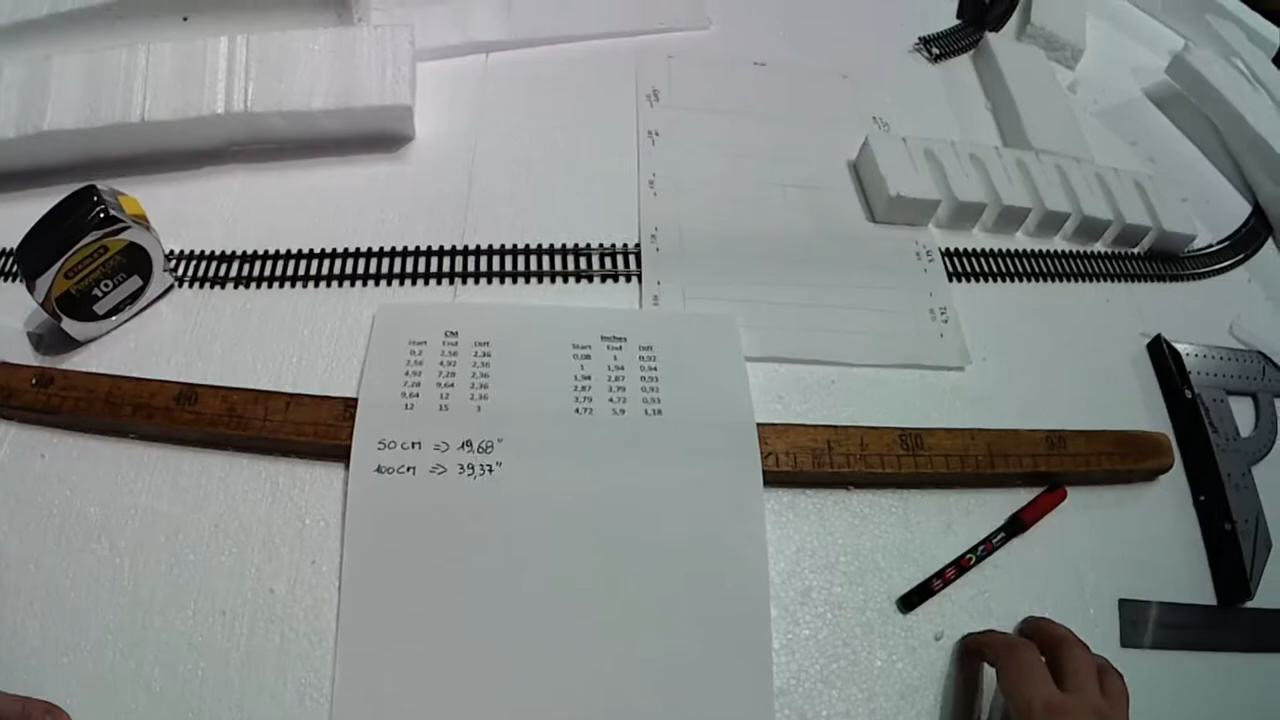 STANLEY
PowerLock
10m
CM
Start End Diff.
0,2 2,56 2,36
2,56 4,92 2,36
4,92 7,28 2,36
7,28 9,64 2,36
9,64 12 2,36
12 15 3
Inches
Start End Diff.
0,08 1 0,92
1 1,94 0,94
1,94 2,87 0,93
2,87 3,79 0,92
3,79 4,72 0,93
4,72 5,9 1,18
50CM => 19,68"
100CM => 39,37"
80
90